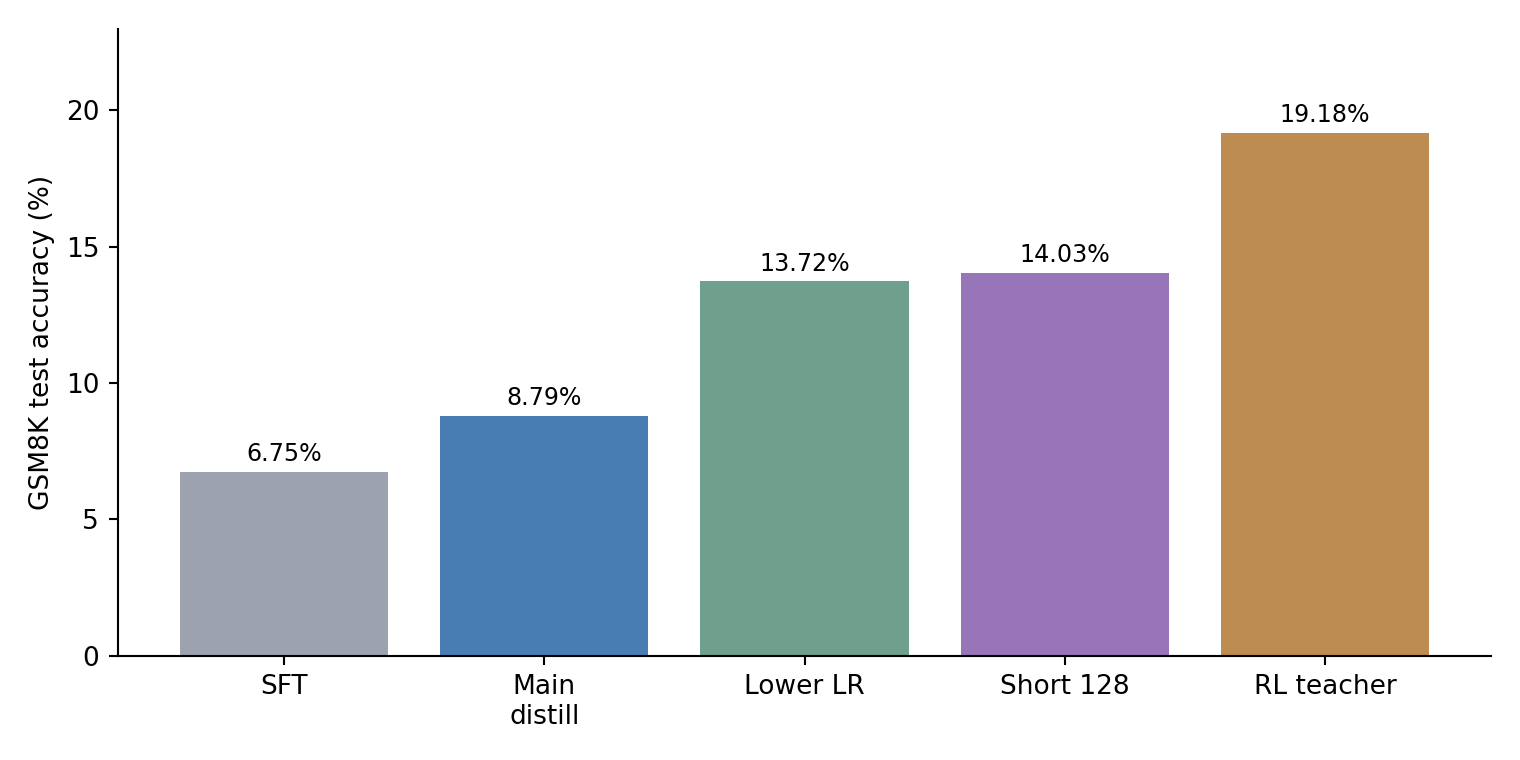 GSM8K test accuracy (%)
20
15
10
5
0
6.75%
8.79%
13.72%
14.03%
19.18%
SFT
Main
distill
Lower LR
Short 128
RL teacher